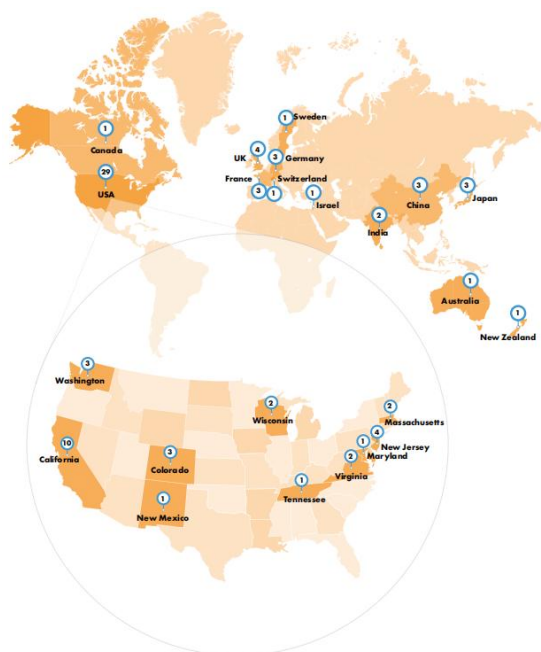 1
Sweden
1
Canada
4
UK
3
Germany
29
USA
France
3
Switzerland
1
1
Israel
3
China
3
Japan
2
India
1
Australia
1
New Zealand
3
Washington
2
Wisconsin
2
Massachusetts
10
California
3
Colorado
4
New Jersey
1
Maryland
2
Virginia
1
Tennessee
1
New Mexico